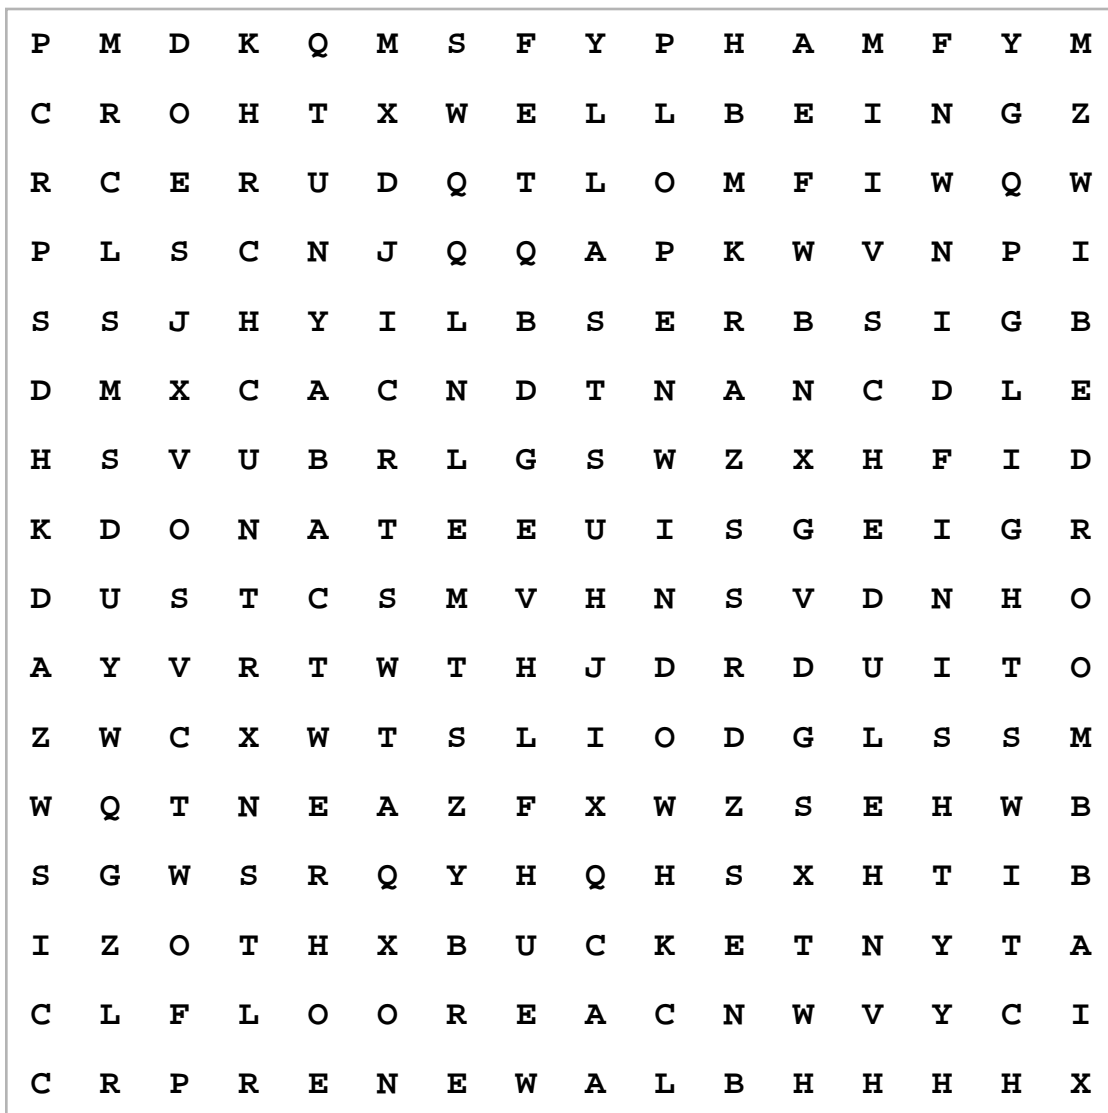 P M D K Q M S F Y P H A M F Y M
C R O H T X W E L L B E I N G Z
R C E R U D Q T L O M F I W Q W
P L S C N J Q Q A P K W V N P I
S S J H Y I L B S E R B S I G B
D M X C A C N D T N A N C D L E
H S V U B R L G S W Z X H F I D
K D O N A T E E U I S G E I G R
D U S T C S M V H N S V D N H O
A Y V R T W T H J D R D U I T O
Z W C X W T S L I O D G L S S M
W Q T N E A Z F X W Z S E H W B
S G W S R Q Y H Q H S X H T I B
I Z O T H X B U C K E T N Y T A
C L F L O O R E A C N W V Y C I
C R P R E N E W A L B H H H H X